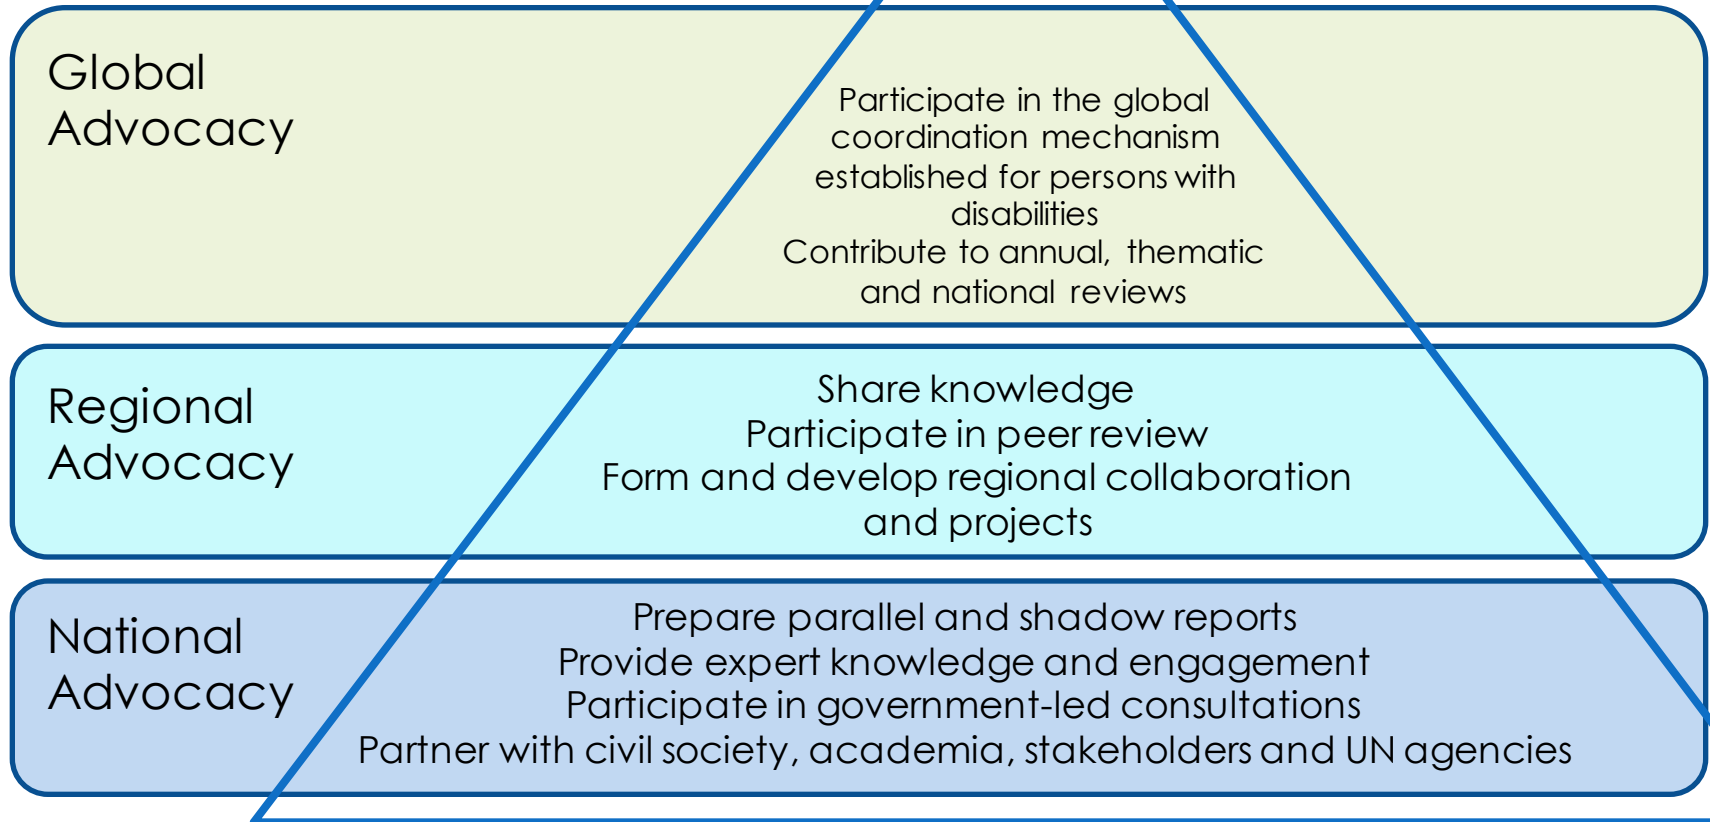 Global
Advocacy
Participate in the global
coordination mechanism
established for persons with
disabilities
Contribute to annual, thematic
and national reviews
Regional
Advocacy
Share knowledge
Participate in peer review
Form and develop regional collaboration
and projects
National
Advocacy
Prepare parallel and shadow reports
Provide expert knowledge and engagement
Participate in government-led consultations
Partner with civil society, academia, stakeholders and UN agencies